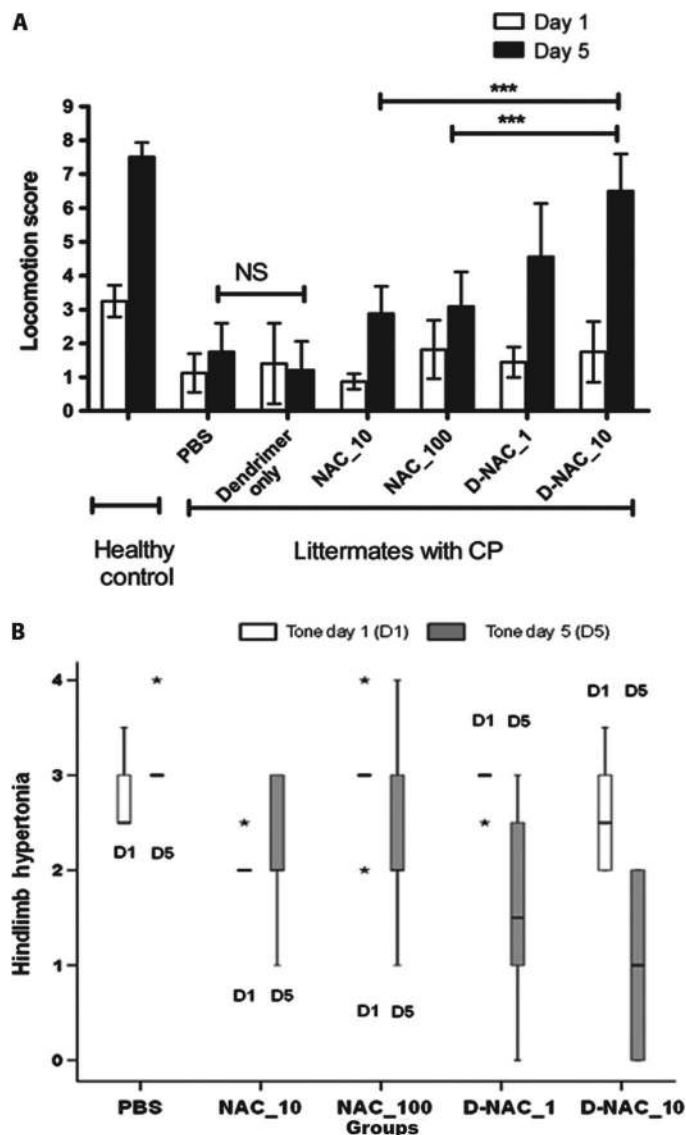 A
Day 1
Day 5
***
***
NS
Locomotion score
9
8
7
6
5
4
3
2
1
0
PBS
Dendrimer only
NAC_10
NAC_100
D-NAC_1
D-NAC_10
Healthy control
Littermates with CP
B
Tone day 1 (D1)
Tone day 5 (D5)
Hindlimb hypertonia
4
3
2
1
0
D1 D5
D1 D5
D1 D5
D1 D5
D1 D5
PBS
NAC_10
NAC_100
D-NAC_1
D-NAC_10
Groups